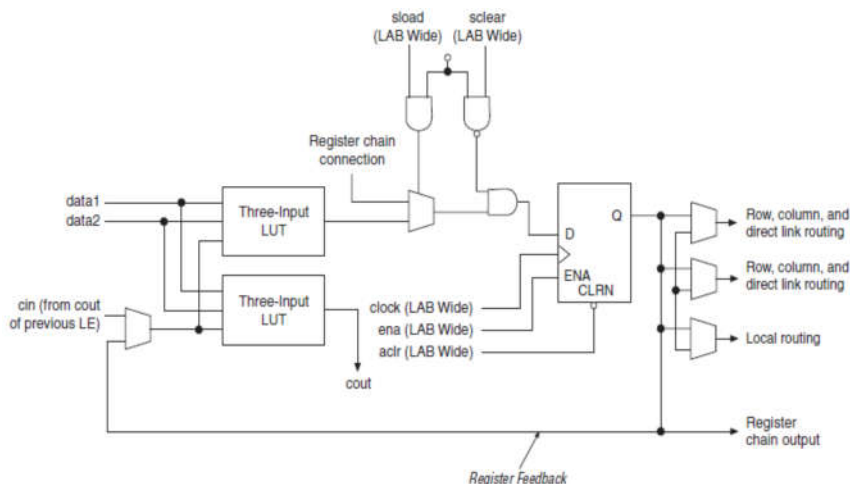 sload
(LAB Wide)
sclear
(LAB Wide)
Register chain
connection
data1
data2
Three-Input
LUT
Three-Input
LUT
cin (from cout
of previous LE)
cout
clock (LAB Wide)
ena (LAB Wide)
aclr (LAB Wide)
D
Q
ENA
CLRN
Row, column, and
direct link routing
Row, column, and
direct link routing
Local routing
Register
chain output
Register Feedback